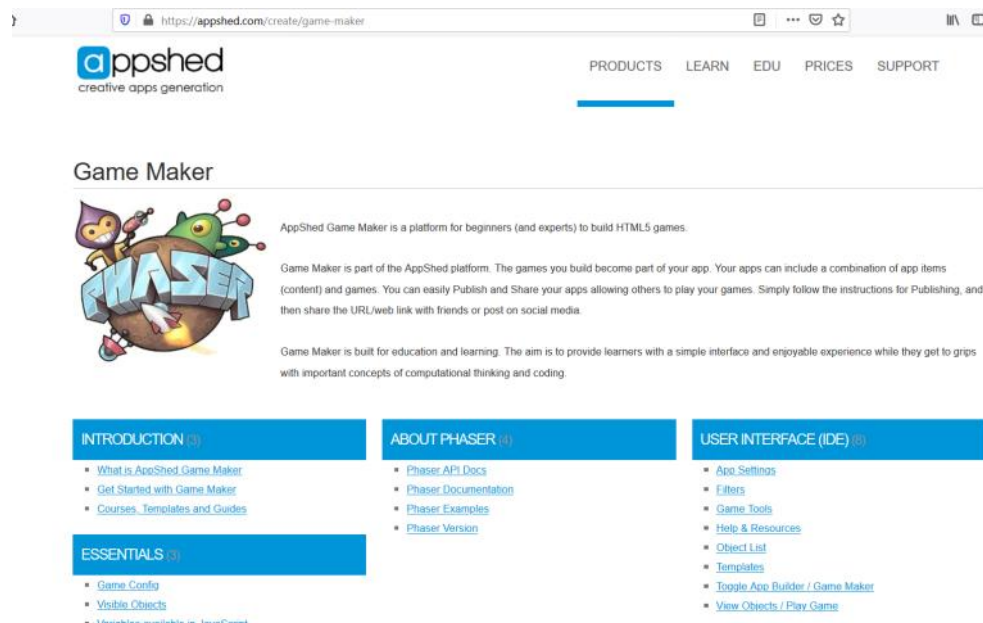 https://appshed.com/create/game-maker
appshed
creative apps generation
PRODUCTS LEARN EDU PRICES SUPPORT
Game Maker
PHASER
AppShed Game Maker is a platform for beginners (and experts) to build HTML5 games.
Game Maker is part of the AppShed platform. The games you build become part of your app. Your apps can include a combination of app items
(content) and games. You can easily Publish and Share your apps allowing others to play your games. Simply follow the instructions for Publishing, and
then share the URL/web link with friends or post on social media.
Game Maker is built for education and learning. The aim is to provide learners with a simple interface and enjoyable experience while they get to grips
with important concepts of computational thinking and coding.
INTRODUCTION (3)
What is AppShed Game Maker
Get Started with Game Maker
Courses, Templates and Guides
ESSENTIALS (3)
Game Config
Visible Objects
Variables available in JavaScript
ABOUT PHASER (4)
Phaser API Docs
Phaser Documentation
Phaser Examples
Phaser Version
USER INTERFACE (IDE) (8)
App Settings
Filters
Game Tools
Help & Resources
Object List
Templates
Toggle App Builder / Game Maker
View Objects / Play Game